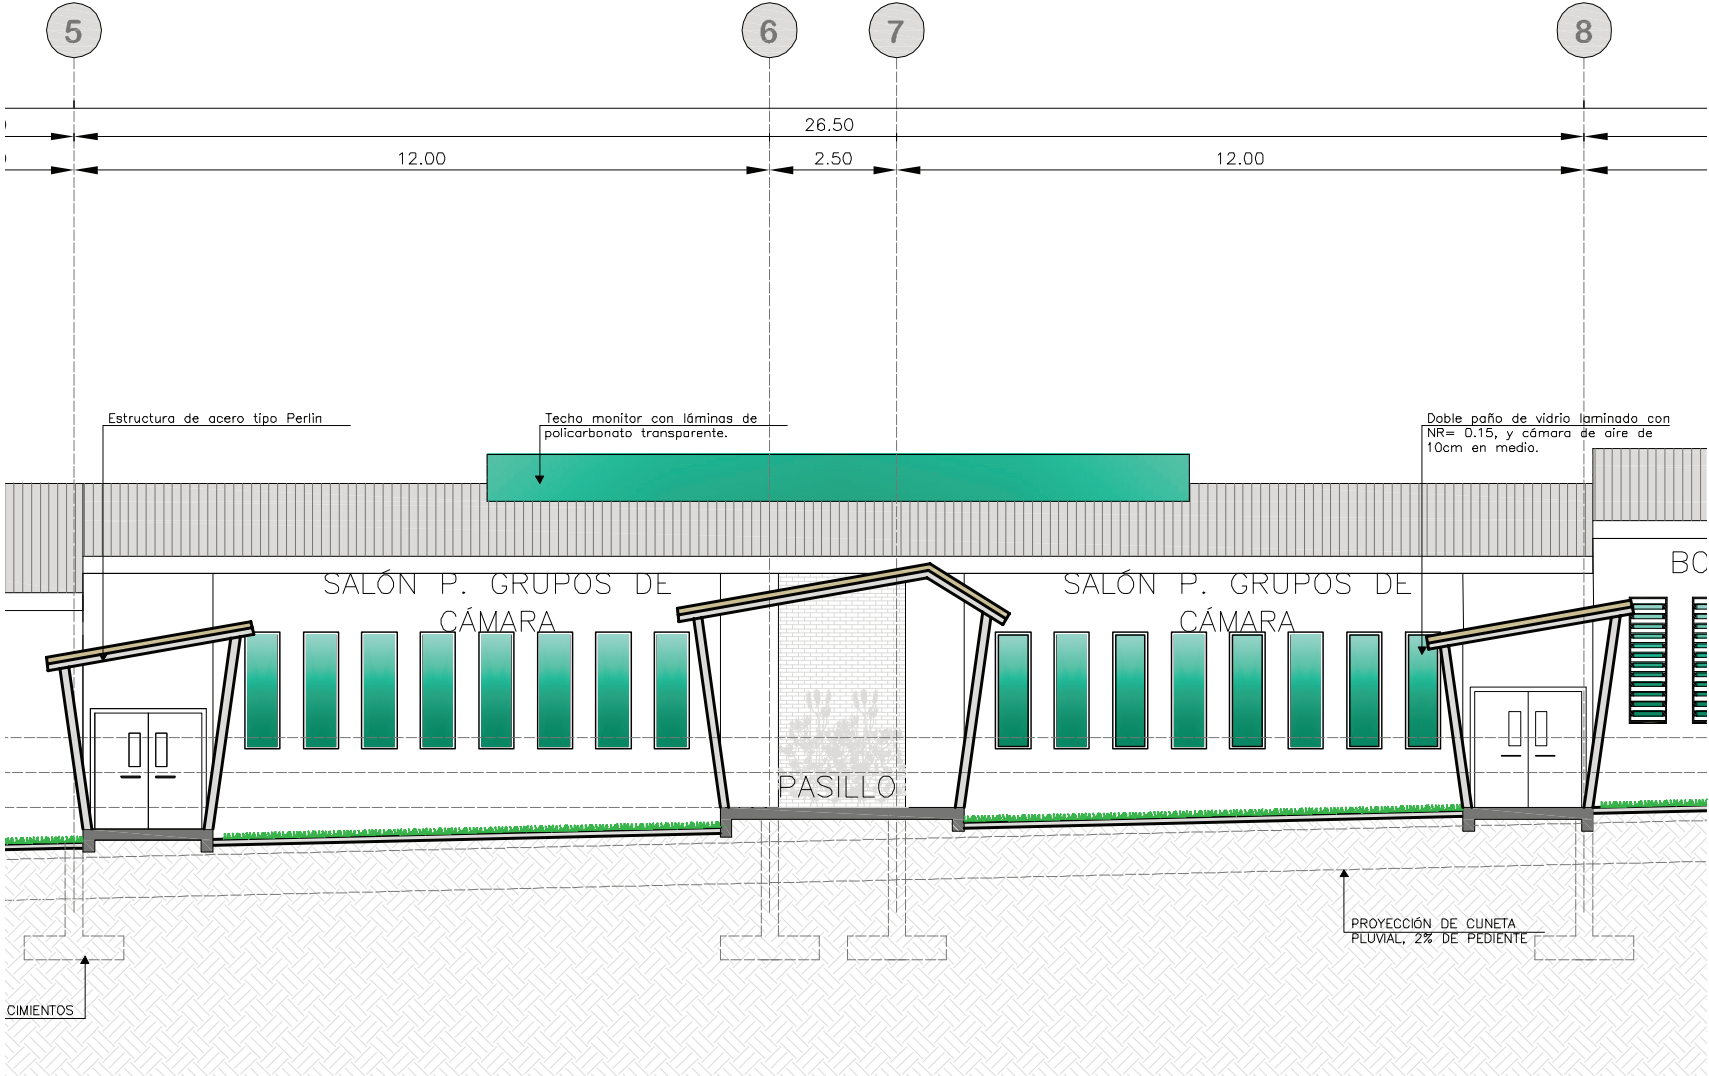 5
6
7
8
26.50
12.00
2.50
12.00
Estructura de acero tipo Perlin
Techo monitor con láminas de
policarbonato transparente.
Doble paño de vidrio laminado con
NR= 0.15, y cámara de aire de
10cm en medio.
SALÓN P. GRUPOS DE
CÁMARA
SALÓN P. GRUPOS DE
CÁMARA
BO
PASILLO
PROYECCIÓN DE CUNETA
PLUVIAL, 2% DE PEDIENTE
CIMIENTOS